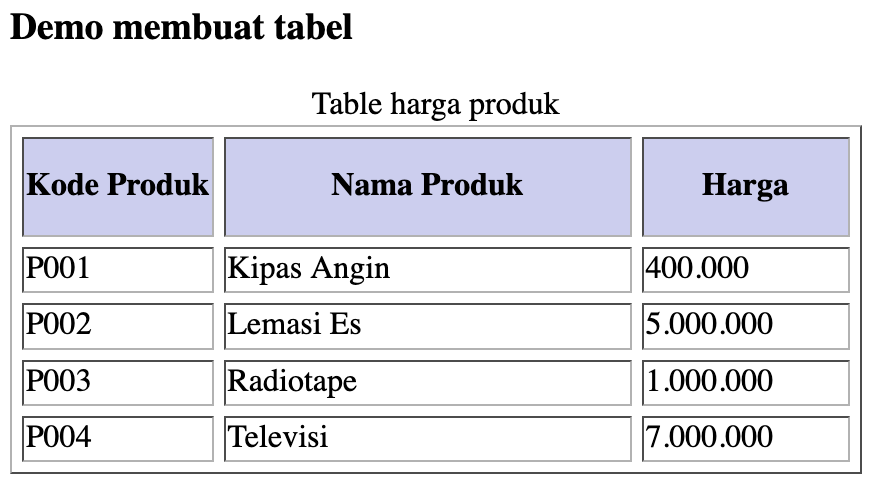 Demo membuat tabel
Table harga produk
Kode Produk Nama Produk Harga
P001 Kipas Angin 400.000
P002 Lemasi Es 5.000.000
P003 Radiotape 1.000.000
P004 Televisi 7.000.000